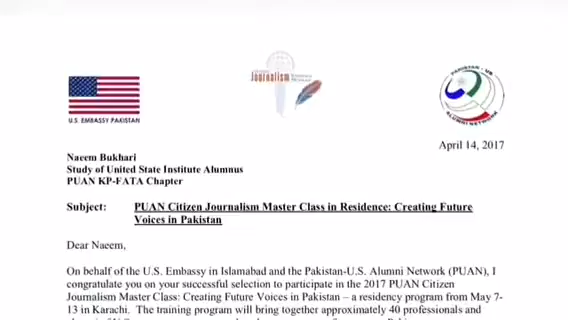 Journalism
PAKISTAN - US
ALUMNI NETWORK
U.S. EMBASSY PAKISTAN
April 14, 2017
Naeem Bukhari
Study of United State Institute Alumnus
PUAN KP-FATA Chapter
Subject: PUAN Citizen Journalism Master Class in Residence: Creating Future
Voices in Pakistan
Dear Naeem,
On behalf of the U.S. Embassy in Islamabad and the Pakistan-U.S. Alumni Network (PUAN), I
congratulate you on your successful selection to participate in the 2017 PUAN Citizen
Journalism Master Class: Creating Future Voices in Pakistan – a residency program from May 7-
13 in Karachi. The training program will bring together approximately 40 professionals and